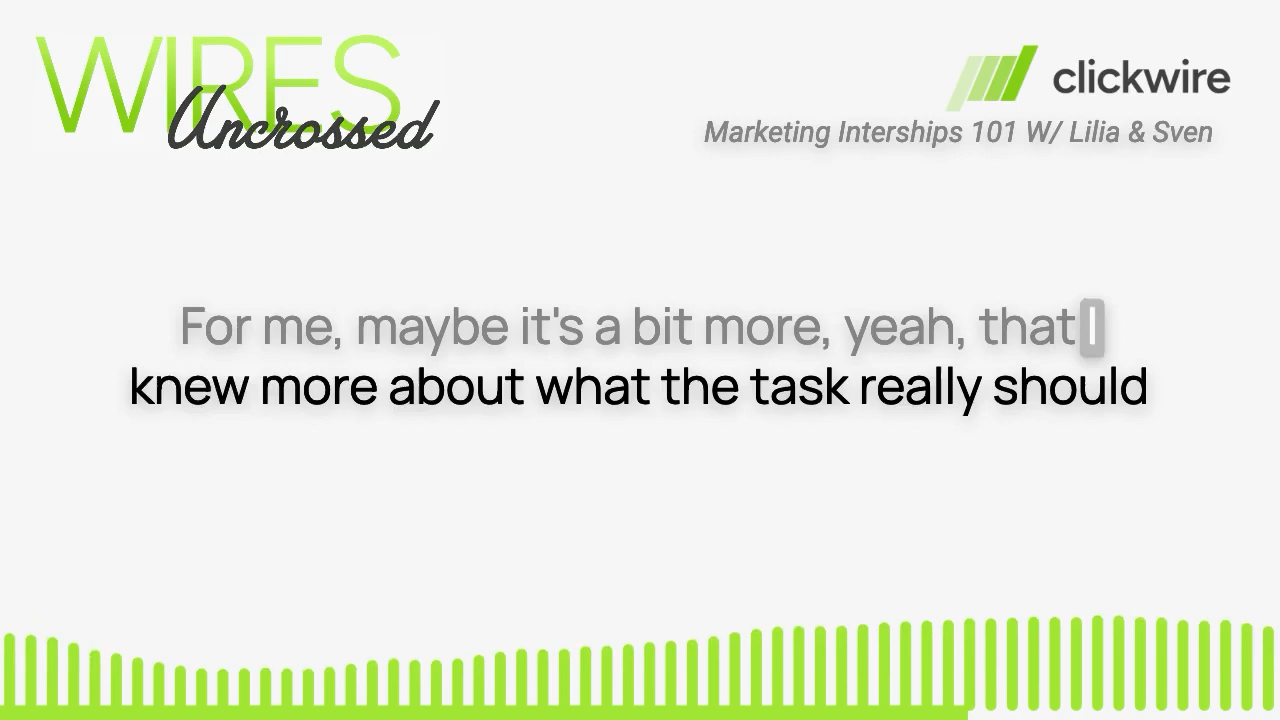 WIRES
Uncrossed
clickwire
Marketing Interships 101 W/ Lilia & Sven
For me, maybe it's a bit more, yeah, that I
knew more about what the task really should